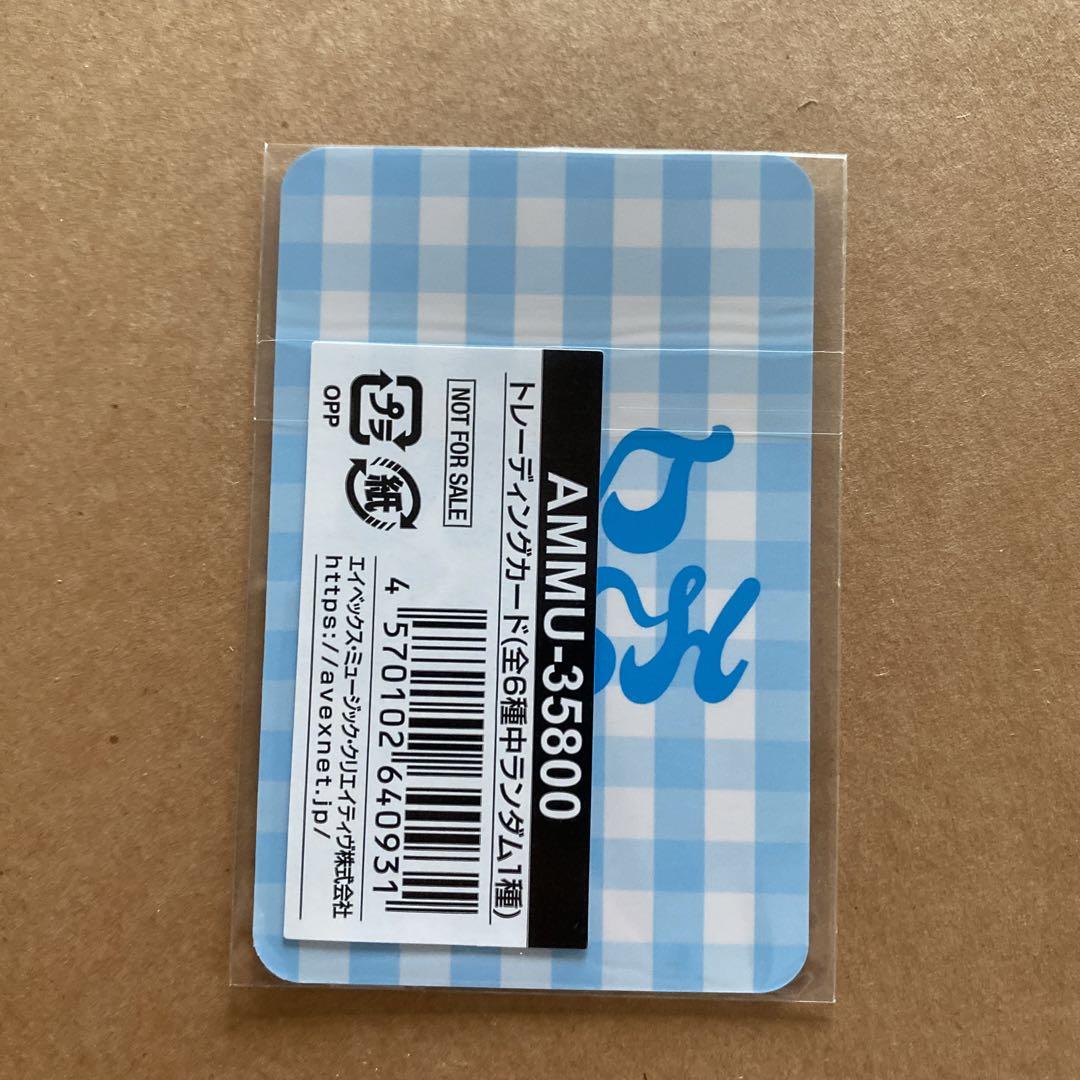 AMMU-35800
トレーディングカード(全6種中ランダム1種)
NOT FOR SALE
プラ
OPP
紙
4 570102 640931
エイベックス・ミュージック・クリエイティヴ株式会社
https://avexnet.jp/